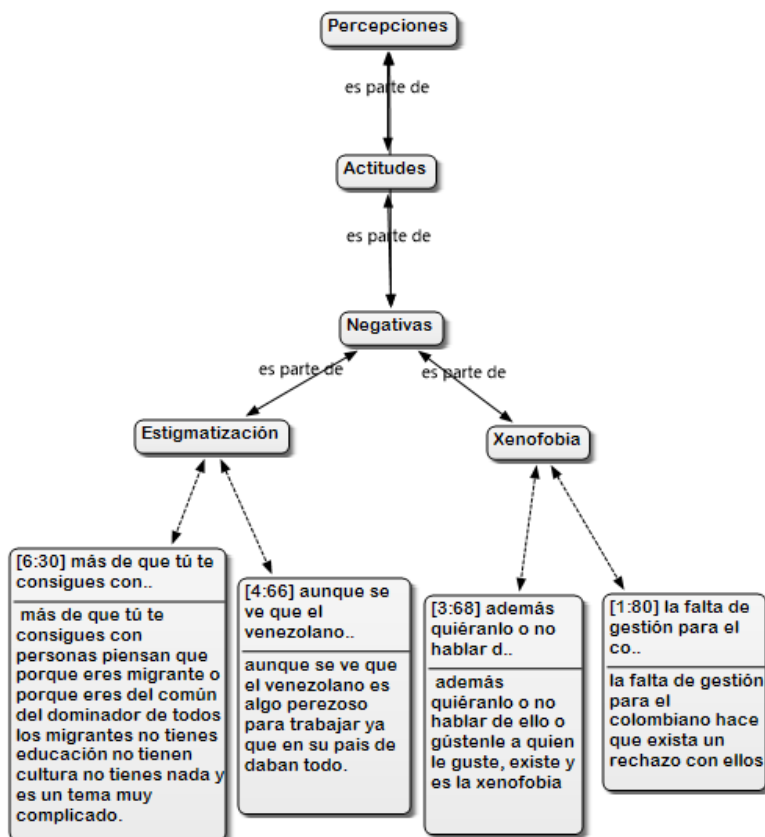 Percepciones
es parte de
Actitudes
es parte de
Negativas
es parte de
es parte de
Estigmatización
Xenofobia
[6:30] más de que tú te
consigues con..
más de que tú te
consigues con
personas piensan que
porque eres migrante o
porque eres del común
del dominador de todos
los migrantes no tienes
educación no tienen
cultura no tienes nada y
es un tema muy
complicado.
[4:66] aunque se
ve que el
venezolano..
aunque se ve que
el venezolano es
algo perezoso
para trabajar ya
que en su pais de
daban todo.
[3:68] además
quiéranlo o no
hablar d..
además
quiéranlo o no
hablar de ello o
gústenle a quien
le guste, existe y
es la xenofobia
[1:80] la falta de
gestión para el
co..
la falta de gestión
para el
colombiano hace
que exista un
rechazo con ellos